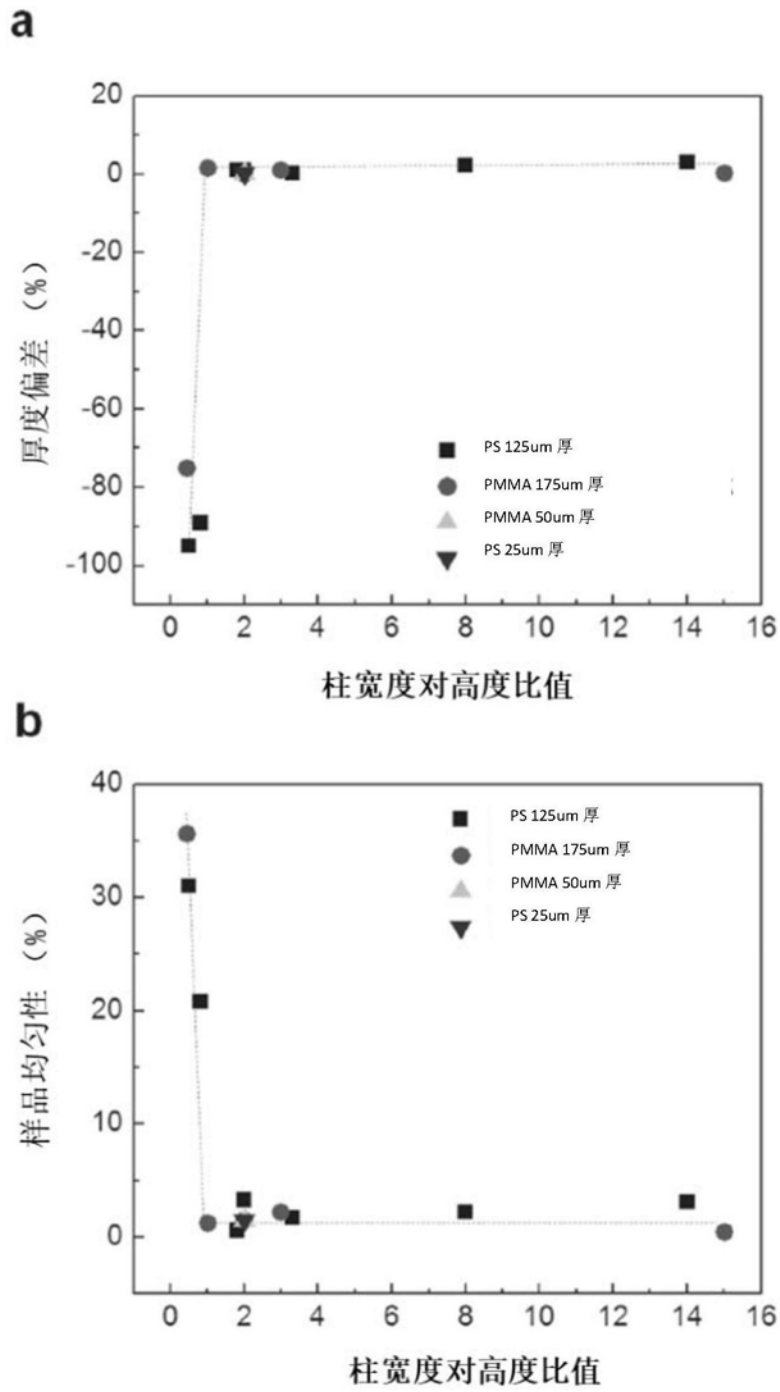 a
20
0
-20
-40
-60
-80
-100
厚度偏差 (%)
PS 125um 厚
PMMA 175um 厚
PMMA 50um 厚
PS 25um 厚
0 2 4 6 8 10 12 14 16
柱宽度对高度比值
b
40
30
20
10
0
样品均匀性 (%)
PS 125um 厚
PMMA 175um 厚
PMMA 50um 厚
PS 25um 厚
0 2 4 6 8 10 12 14 16
柱宽度对高度比值